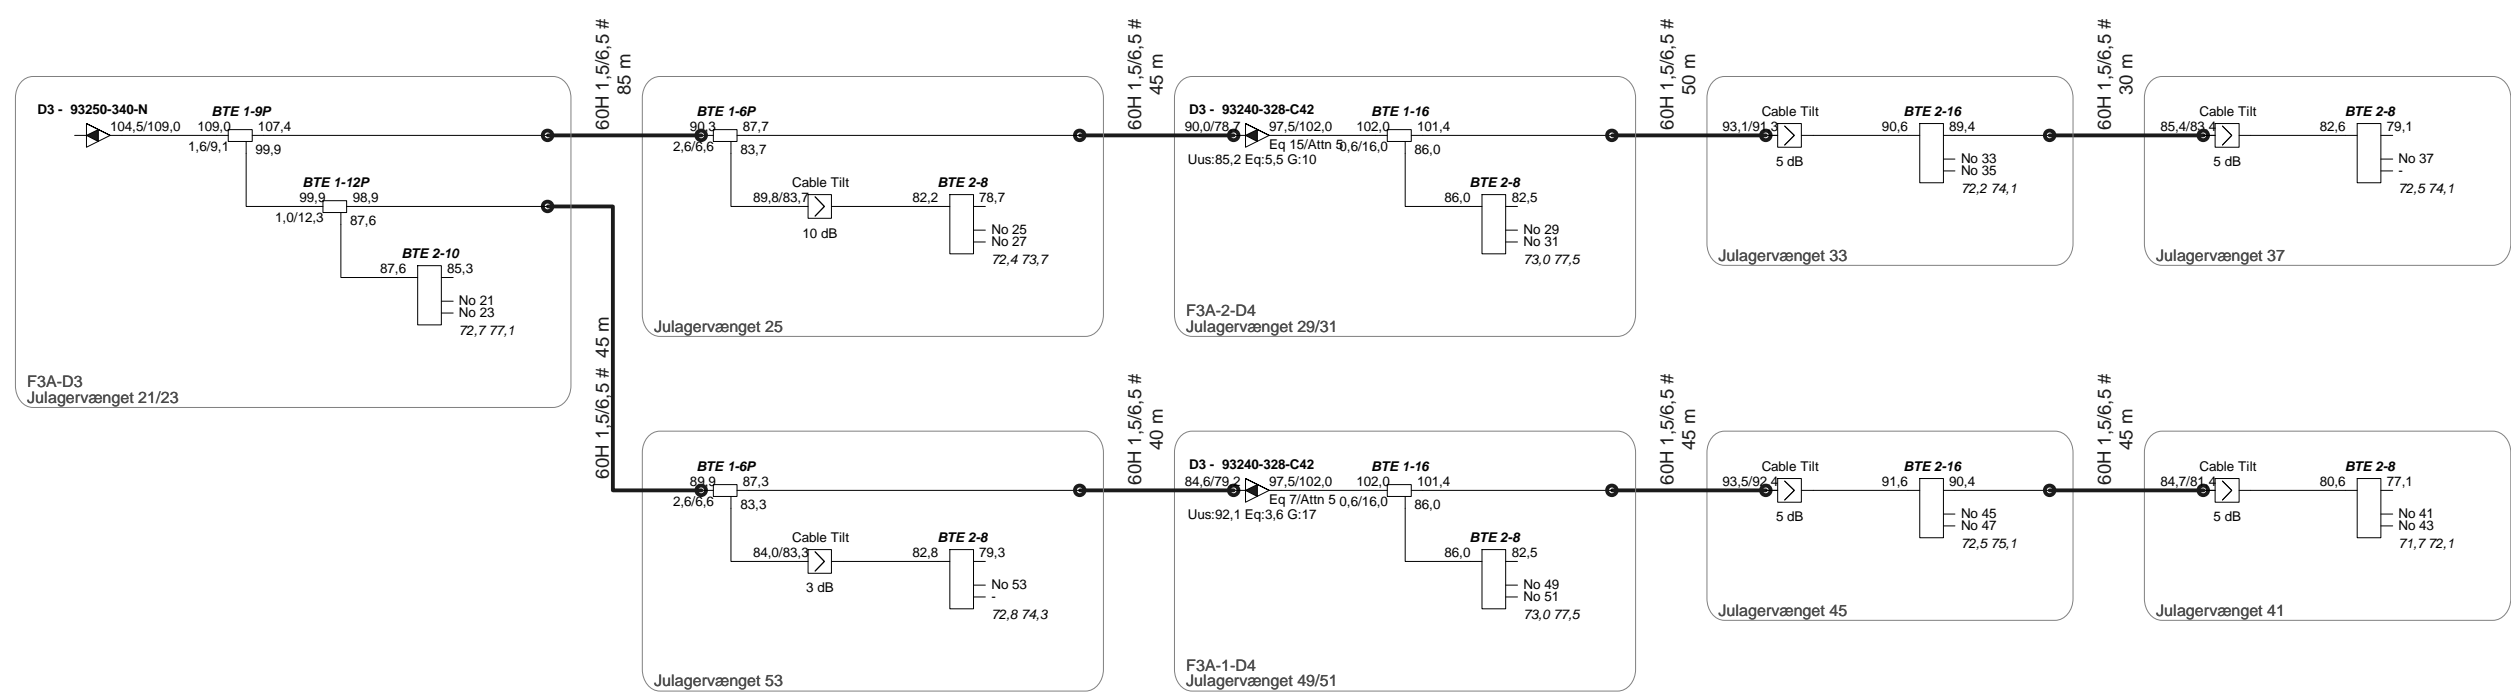 60H 1,5/6,5 #
85 m
60H 1,5/6,5 #
45 m
60H 1,5/6,5 #
50 m
60H 1,5/6,5 #
30 m
D3 - 93250-340-N
104,5/109,0
BTE 1-9P
109,0
107,4
1,6/9,1
99,9
BTE 1-12P
99,9
98,9
1,0/12,3
87,6
BTE 2-10
87,6
85,3
No 21
No 23
72,7 77,1
F3A-D3
Julagervænget 21/23
BTE 1-6P
90,3
87,7
2,6/6,6
83,7
Cable Tilt
89,8/83,7
10 dB
BTE 2-8
82,2
78,7
No 25
No 27
72,4 73,7
Julagervænget 25
D3 - 93240-328-C42
90,0/78,7
97,5/102,0
Eq 15/Attn 5
Uus:85,2 Eq:5,5 G:10
BTE 1-16
102,0
101,4
0,6/16,0
86,0
BTE 2-8
86,0
82,5
No 29
No 31
73,0 77,5
F3A-2-D4
Julagervænget 29/31
Cable Tilt
93,1/91,3
5 dB
BTE 2-16
90,6
89,4
No 33
No 35
72,2 74,1
Julagervænget 33
Cable Tilt
85,4/83,4
5 dB
BTE 2-8
82,6
79,1
No 37
-
72,5 74,1
Julagervænget 37
60H 1,5/6,5 # 45 m
60H 1,5/6,5 #
40 m
60H 1,5/6,5 #
45 m
60H 1,5/6,5 #
45 m
BTE 1-6P
89,9
87,3
2,6/6,6
83,3
Cable Tilt
84,0/83,3
3 dB
BTE 2-8
82,8
79,3
No 53
-
72,8 74,3
Julagervænget 53
D3 - 93240-328-C42
84,6/79,2
97,5/102,0
Eq 7/Attn 5
Uus:92,1 Eq:3,6 G:17
BTE 1-16
102,0
101,4
0,6/16,0
86,0
BTE 2-8
86,0
82,5
No 49
No 51
73,0 77,5
F3A-1-D4
Julagervænget 49/51
Cable Tilt
93,5/92,4
5 dB
BTE 2-16
91,6
90,4
No 45
No 47
72,5 75,1
Julagervænget 45
Cable Tilt
84,7/81,4
5 dB
BTE 2-8
80,6
77,1
No 41
No 43
71,7 72,1
Julagervænget 41